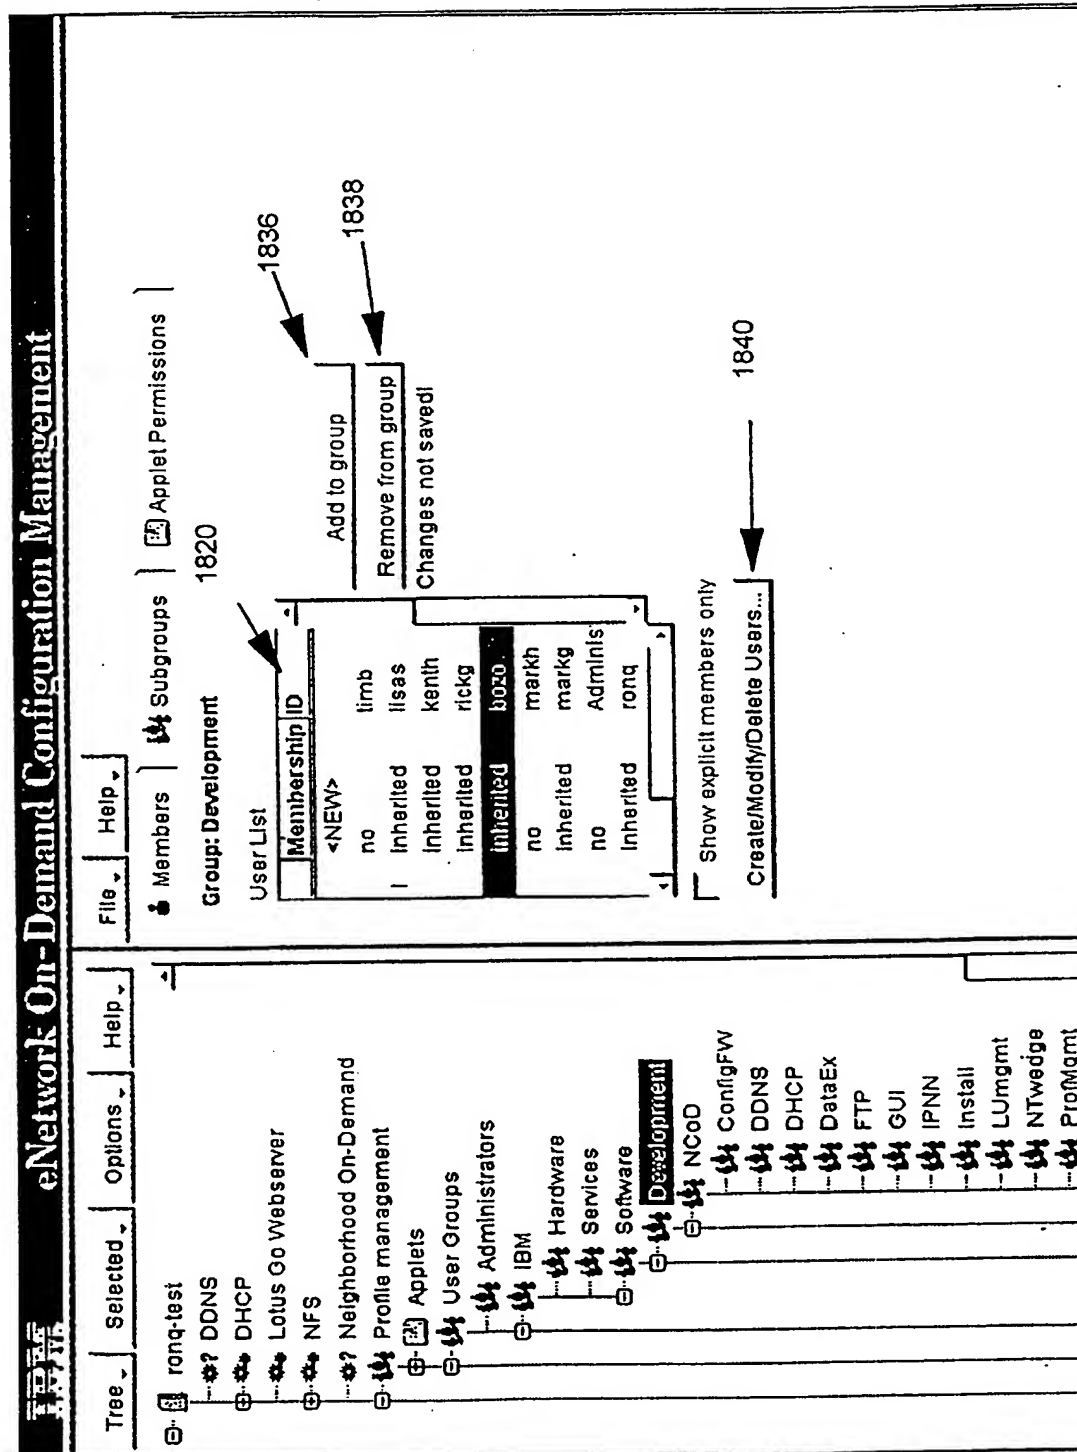 IBM
eNetwork On-Demand Configuration Management
Tree
Selected
Options
Help
ronq-test
DDNS
DHCP
Lotus Go Webserver
NFS
Neighborhood On-Demand
Profile management
Applets
User Groups
Administrators
IBM
Hardware
Services
Software
Development
NCoD
ConfigFW
DDNS
DHCP
DataEx
FTP
GUI
IPNN
Install
LUmgmt
NTwedge
ProfMgmt
File
Help
Members
Subgroups
Applet Permissions
Group: Development
1820
User List
Membership ID
<NEW>
no timb
Inherited lisas
Inherited kenth
Inherited rickg
Inherited bozo
no markh
Inherited markg
no Adminis
Inherited ronq
Add to group
1836
Remove from group
1838
Changes not saved!
Show explicit members only
Create/Modify/Delete Users...
1840